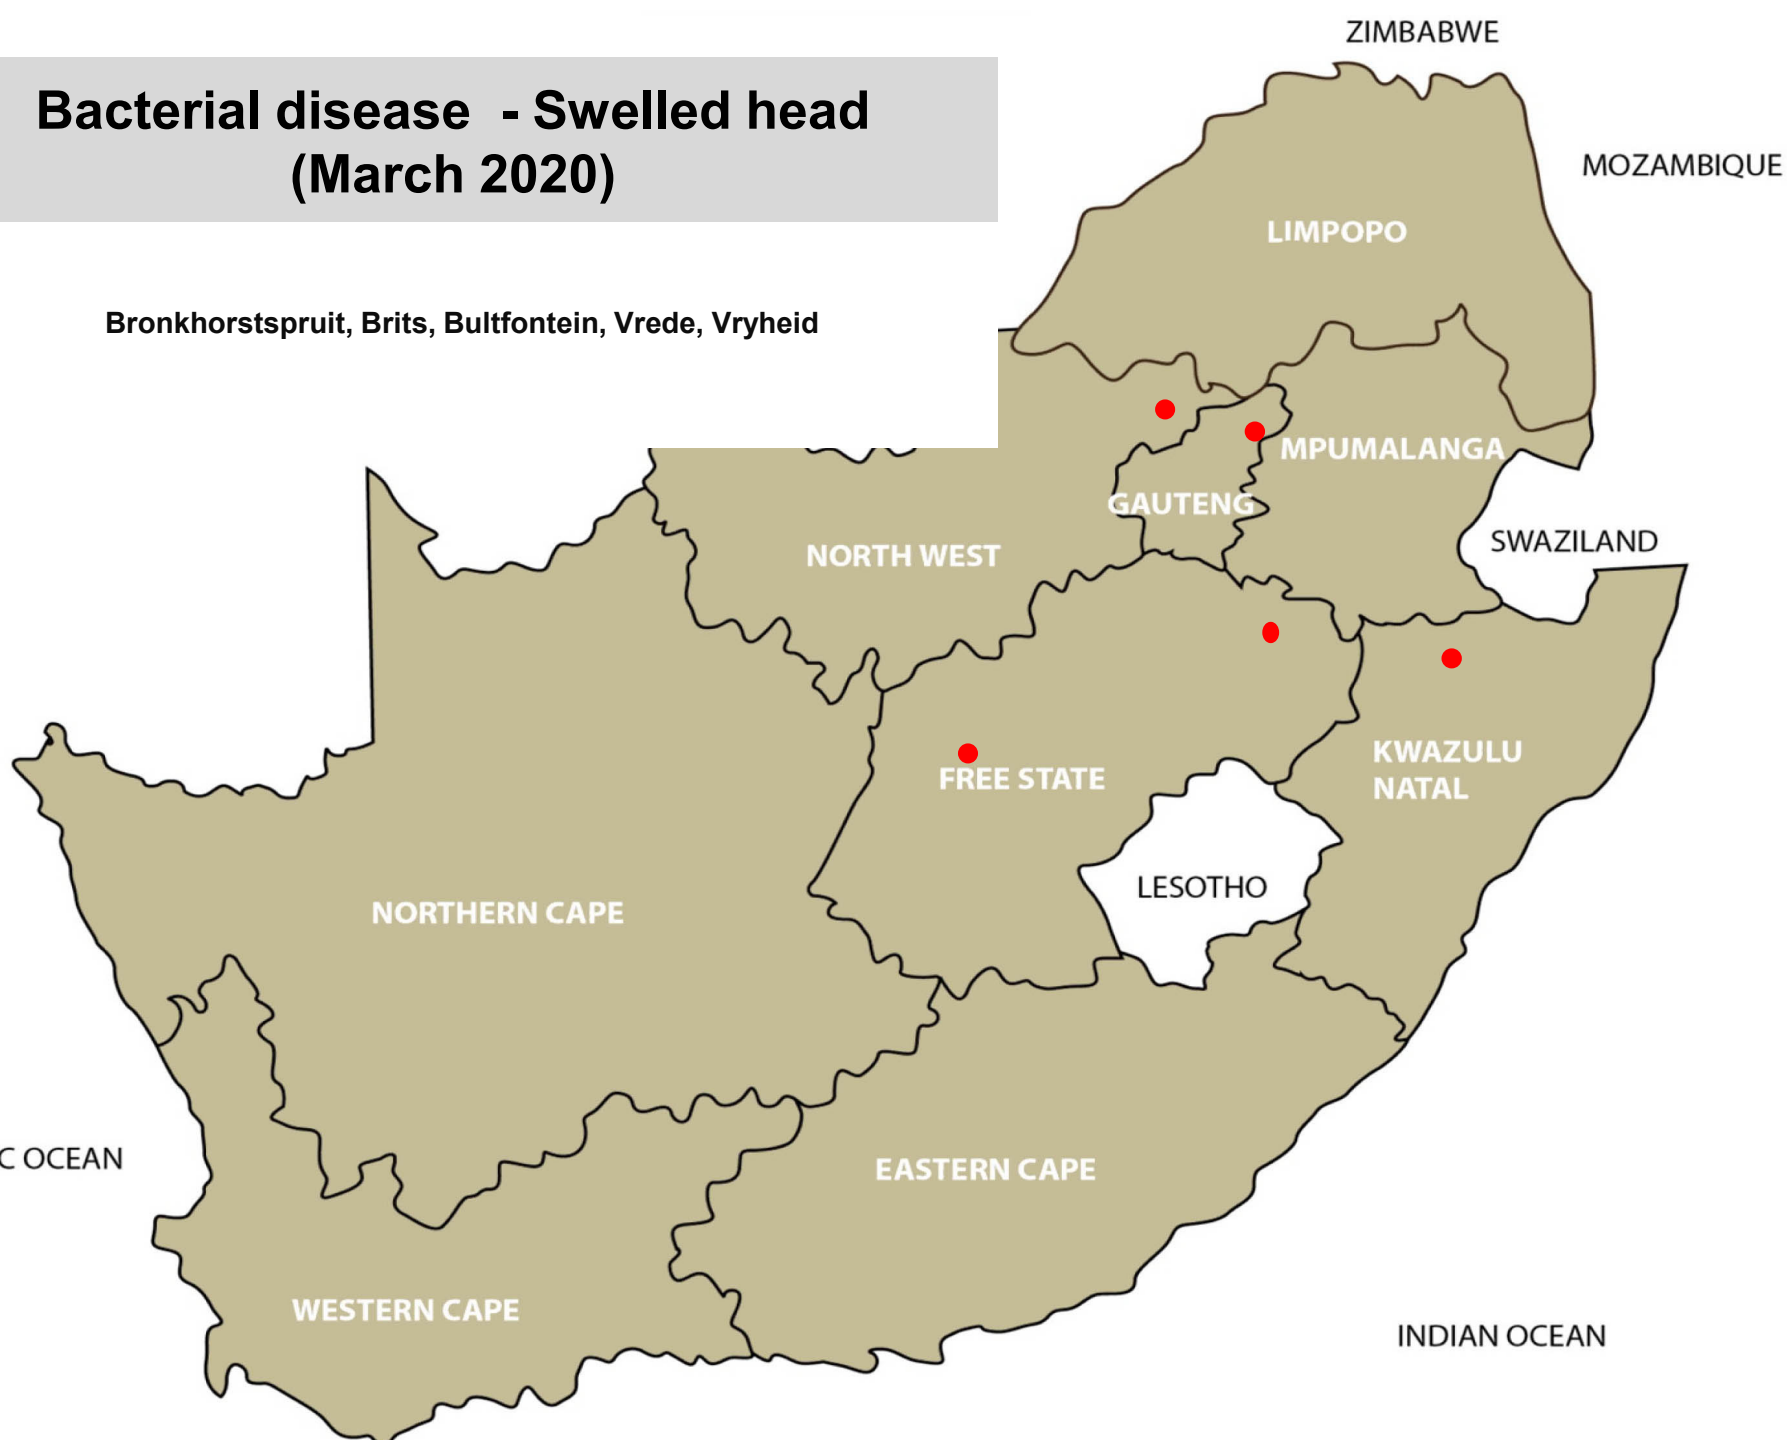 Bacterial disease - Swelled head
(March 2020)
Bronkhorstspruit, Brits, Bultfontein, Vrede, Vryheid
ZIMBABWE
MOZAMBIQUE
LIMPOPO
MPUMALANGA
GAUTENG
NORTH WEST
SWAZILAND
KWAZULU
NATAL
FREE STATE
LESOTHO
NORTHERN CAPE
C OCEAN
EASTERN CAPE
WESTERN CAPE
INDIAN OCEAN